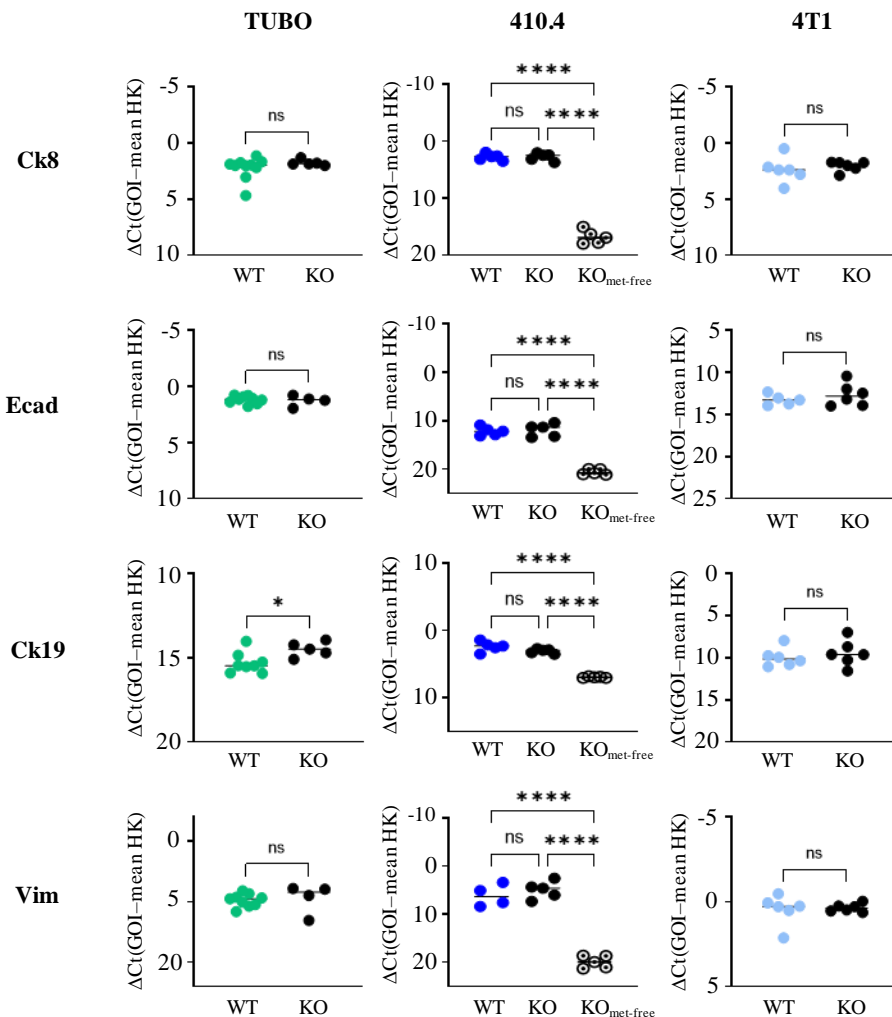 TUBO 410.4 4T1
Ck8
ΔCt(GOI–mean HK)
-5
0
5
10
ns
WT KO
ΔCt(GOI–mean HK)
-10
0
10
20
****
ns ****
WT KO KOmet-free
ΔCt(GOI–mean HK)
-5
0
5
10
ns
WT KO
Ecad
ΔCt(GOI–mean HK)
-5
0
5
10
ns
WT KO
ΔCt(GOI–mean HK)
-10
0
10
20
****
ns ****
WT KO KOmet-free
ΔCt(GOI–mean HK)
5
10
15
20
25
ns
WT KO
Ck19
ΔCt(GOI–mean HK)
10
15
20
*
WT KO
ΔCt(GOI–mean HK)
10
0
10
****
ns ****
WT KO KOmet-free
ΔCt(GOI–mean HK)
0
5
10
15
20
ns
WT KO
Vim
ΔCt(GOI–mean HK)
0
5
20
ns
WT KO
ΔCt(GOI–mean HK)
-10
0
10
20
****
ns ****
WT KO KOmet-free
ΔCt(GOI–mean HK)
-5
0
5
ns
WT KO